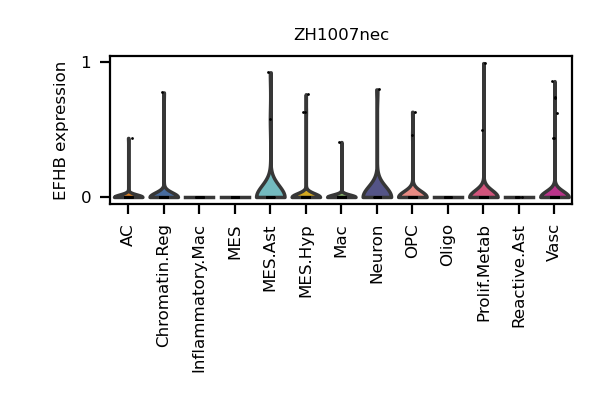 ZH1007nec
EFHB expression
1
0
AC
Chromatin.Reg
Inflammatory.Mac
MES
MES.Ast
MES.Hyp
Mac
Neuron
OPC
Oligo
Prolif.Metab
Reactive.Ast
Vasc